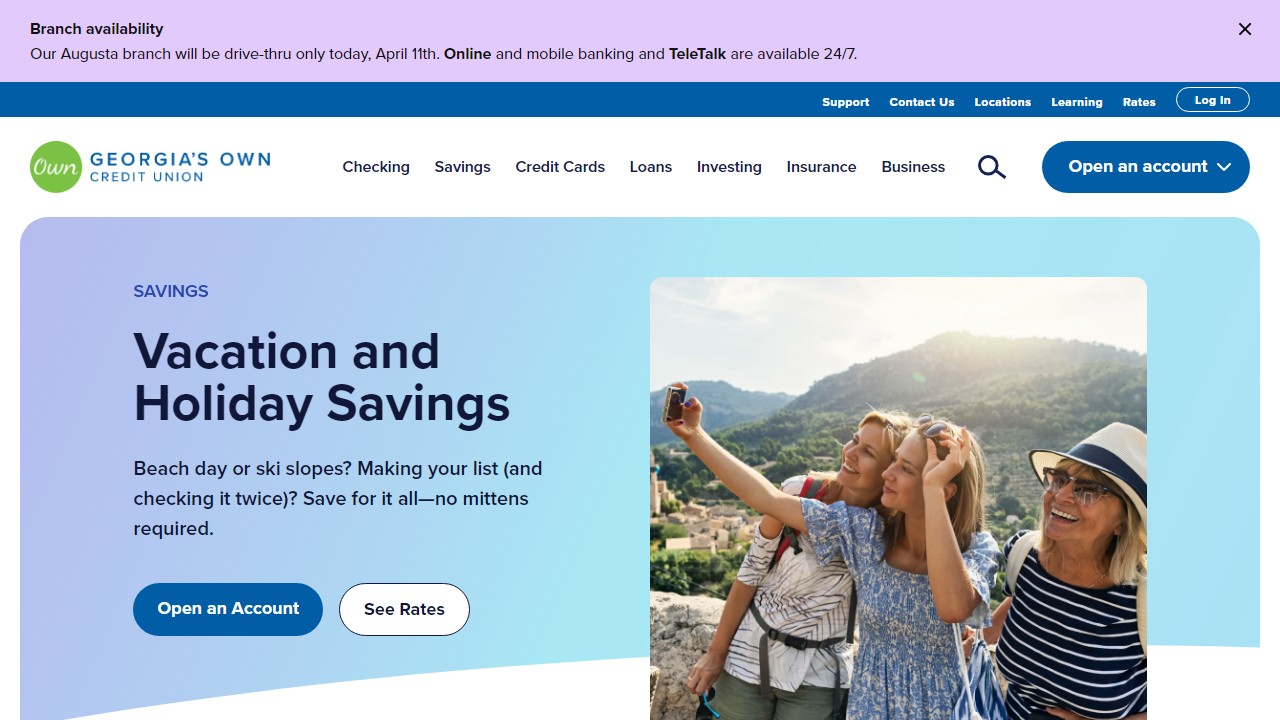 Branch availability
Our Augusta branch will be drive-thru only today, April 11th. Online and mobile banking and TeleTalk are available 24/7.
Support Contact Us Locations Learning Rates Log In
Own GEORGIA'S OWN
CREDIT UNION
Checking Savings Credit Cards Loans Investing Insurance Business Open an account
SAVINGS
Vacation and
Holiday Savings
Beach day or ski slopes? Making your list (and
checking it twice)? Save for it all—no mittens
required.
Open an Account See Rates